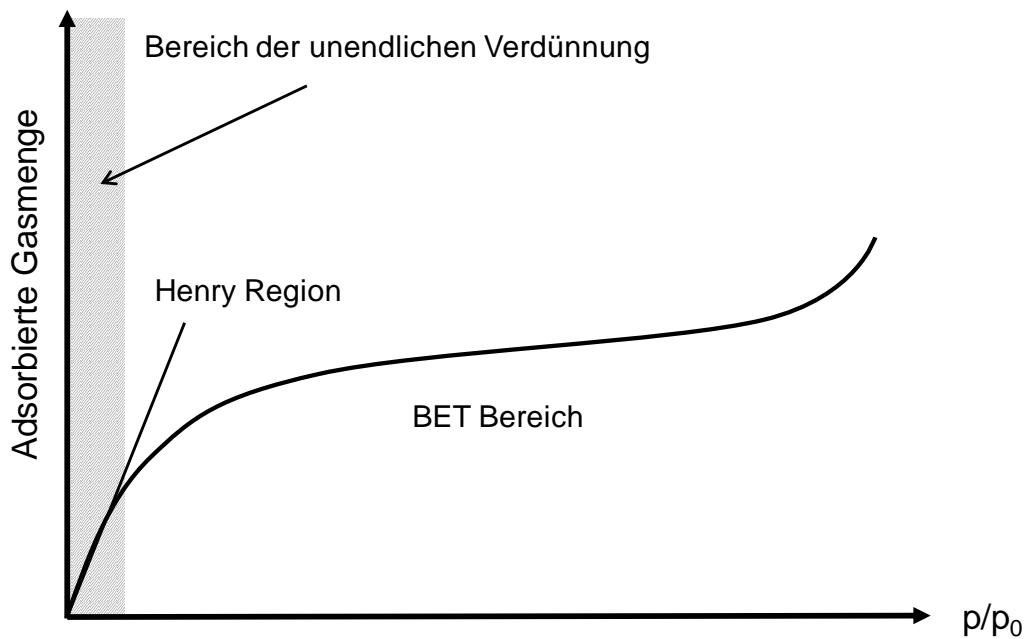 Bereich der unendlichen Verdünnung
Adsorbierte Gasmenge
Henry Region
BET Bereich
p/p₀